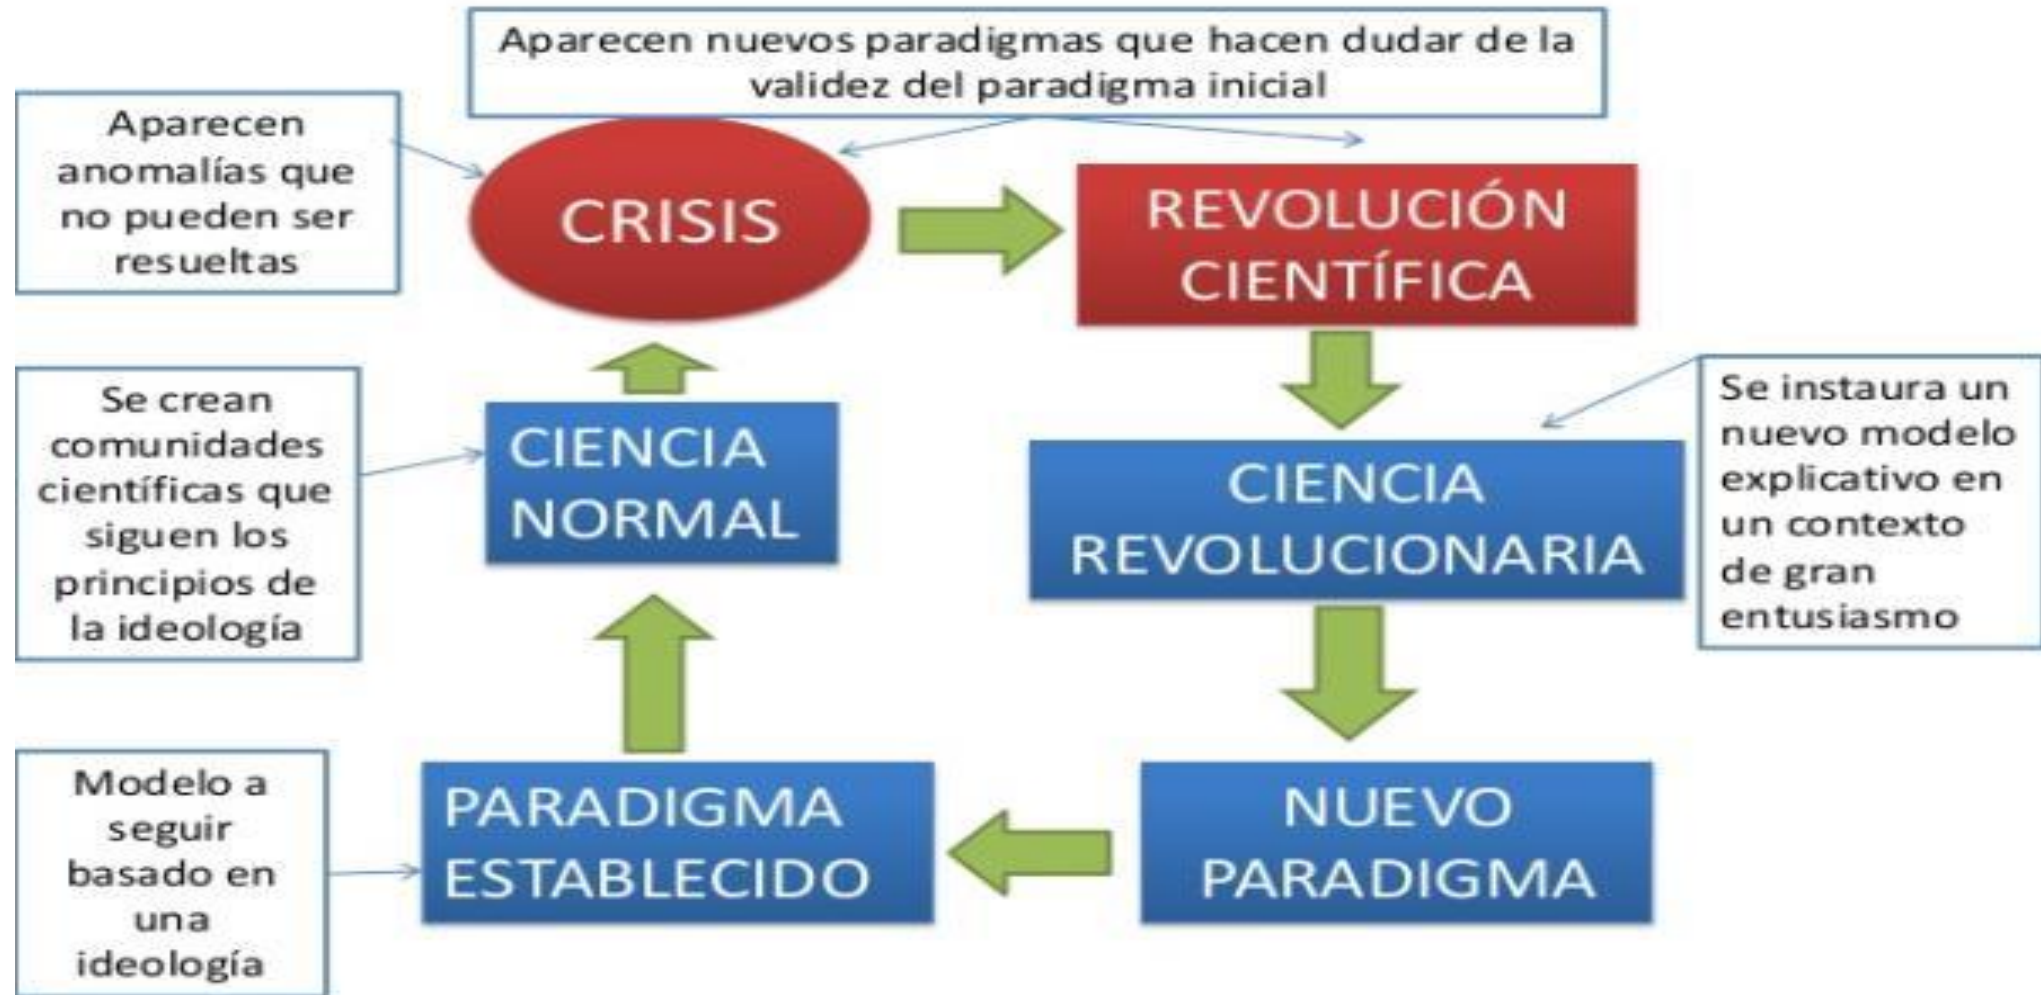 Aparecen nuevos paradigmas que hacen dudar de la
validez del paradigma inicial
Aparecen
anomalías que
no pueden ser
resueltas
CRISIS
REVOLUCIÓN
CIENTÍFICA
Se crean
comunidades
científicas que
siguen los
principios de
la ideología
CIENCIA
NORMAL
CIENCIA
REVOLUCIONARIA
Se instaura un
nuevo modelo
explicativo en
un contexto
de gran
entusiasmo
Modelo a
seguir
basado en
una
ideología
PARADIGMA
ESTABLECIDO
NUEVO
PARADIGMA